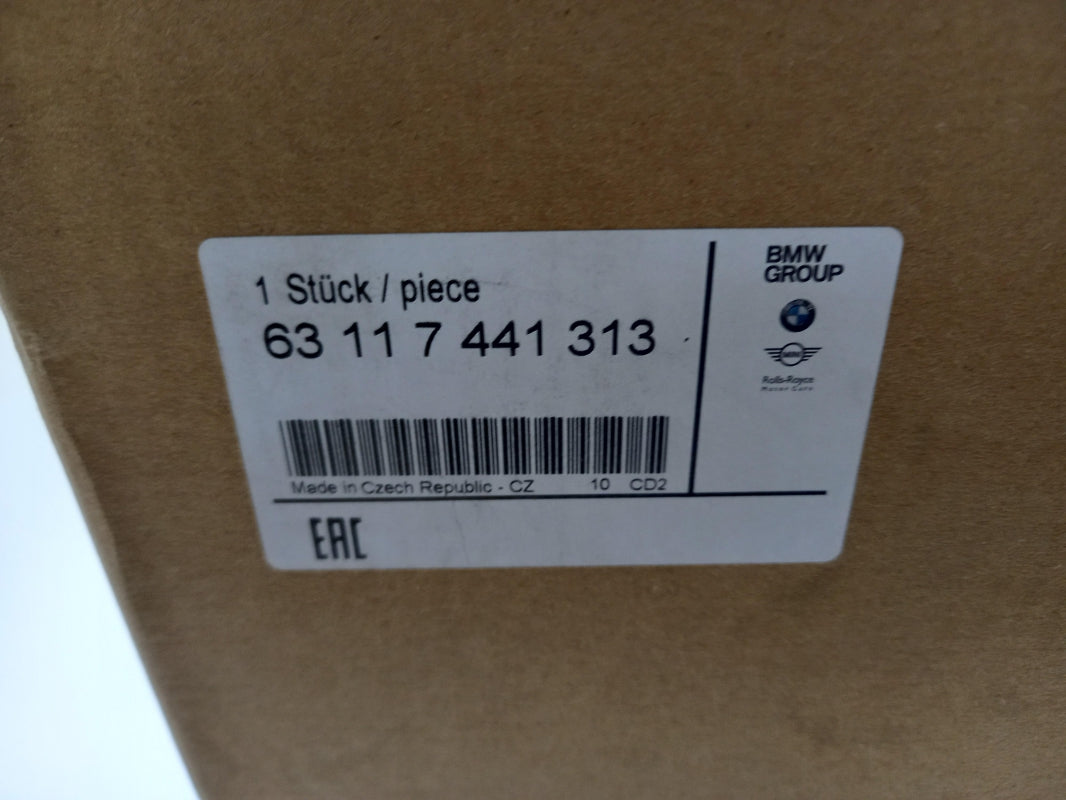 1 Stück / piece
63 11 7 441 313
Made in Czech Republic - CZ 10 CD2
EAC
BMW
GROUP
MINI
Rolls-Royce
Motor Cars